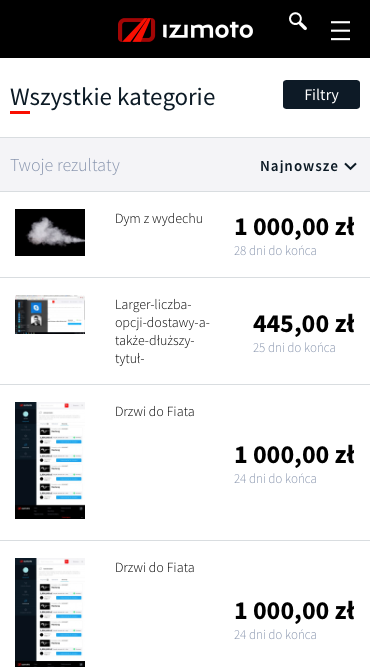 IZIMOTO
Wszystkie kategorie
Filtry
Twoje rezultaty
Najnowsze
Dym z wydechu
1 000,00 zł
28 dni do końca
Larger-liczba-
opcji-dostawy-a-
także-dłuższy-
tytuł-
445,00 zł
25 dni do końca
Drzwi do Fiata
1 000,00 zł
24 dni do końca
Drzwi do Fiata
1 000,00 zł
24 dni do końca